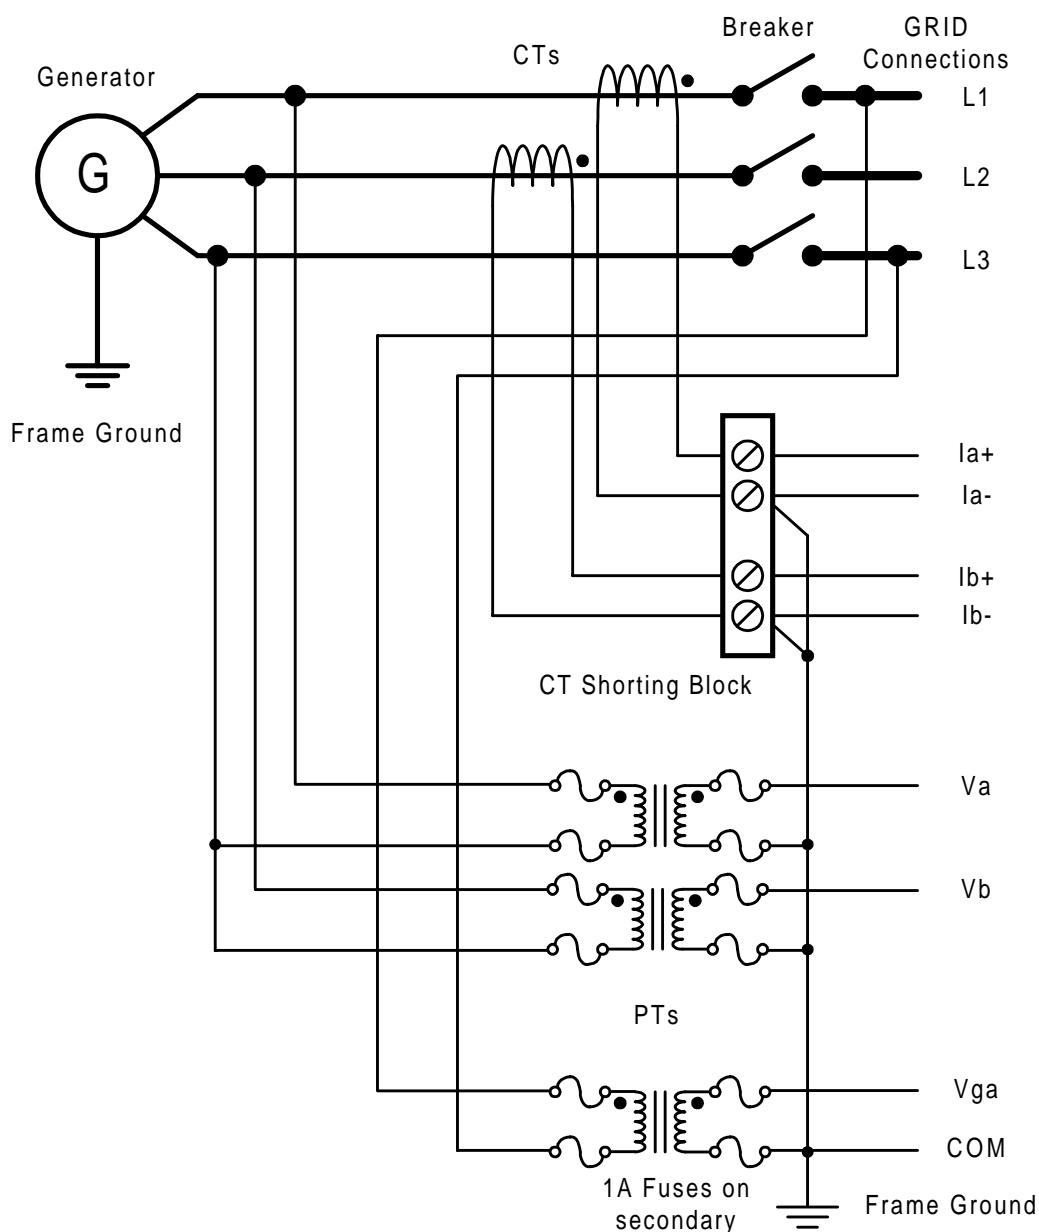 Breaker
GRID
Connections
CTs
Generator
L1
G
L2
L3
Frame Ground
Ia+
Ia-
Ib+
Ib-
CT Shorting Block
Va
Vb
PTs
Vga
COM
1A Fuses on
secondary
Frame Ground